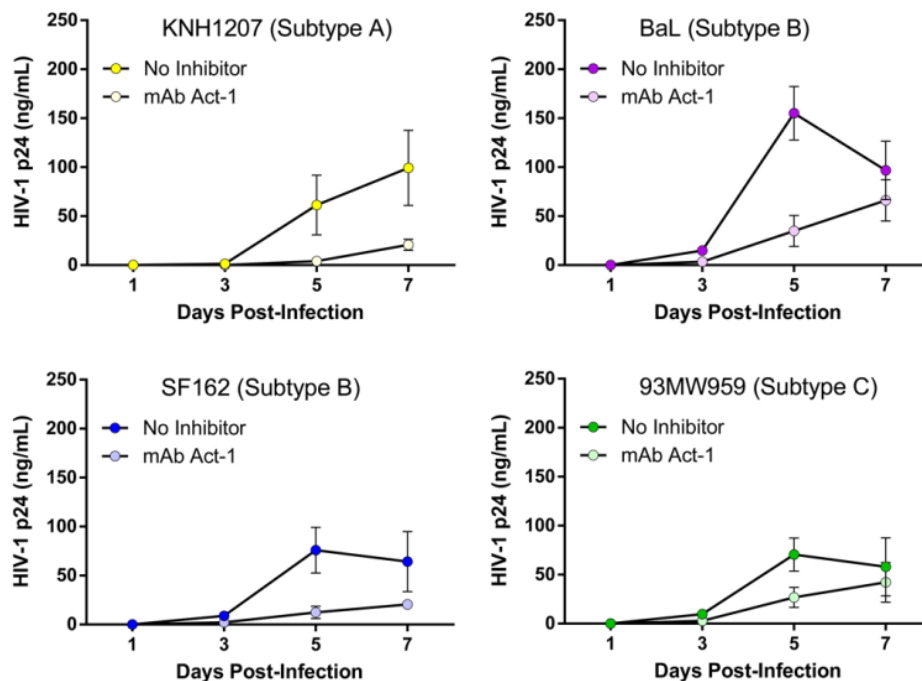 KNH1207 (Subtype A)
No Inhibitor
mAb Act-1
HIV-1 p24 (ng/mL)
250
200
150
100
50
0
1 3 5 7
Days Post-Infection
BaL (Subtype B)
No Inhibitor
mAb Act-1
HIV-1 p24 (ng/mL)
250
200
150
100
50
0
1 3 5 7
Days Post-Infection
SF162 (Subtype B)
No Inhibitor
mAb Act-1
HIV-1 p24 (ng/mL)
250
200
150
100
50
0
1 3 5 7
Days Post-Infection
93MW959 (Subtype C)
No Inhibitor
mAb Act-1
HIV-1 p24 (ng/mL)
250
200
150
100
50
0
1 3 5 7
Days Post-Infection